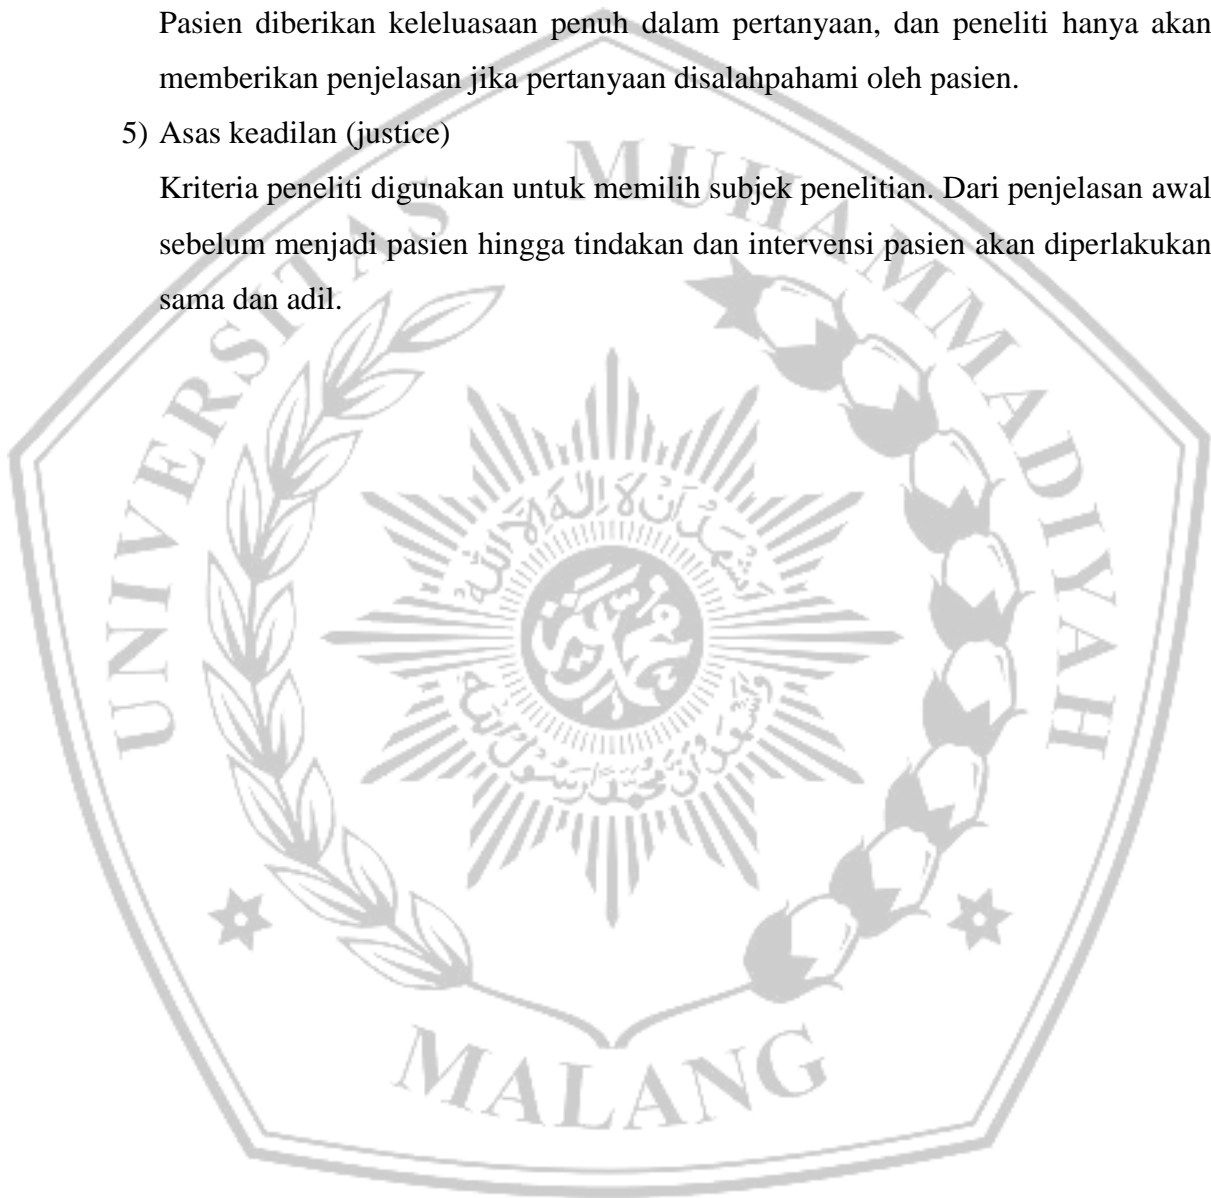 Pasien diberikan keleluasaan penuh dalam pertanyaan, dan peneliti hanya akan
memberikan penjelasan jika pertanyaan disalahpahami oleh pasien.
5) Asas keadilan (justice)
Kriteria peneliti digunakan untuk memilih subjek penelitian. Dari penjelasan awal
sebelum menjadi pasien hingga tindakan dan intervensi pasien akan diperlakukan
sama dan adil.
UNIVERSITAS MUHAMMADIYAH
MALANG